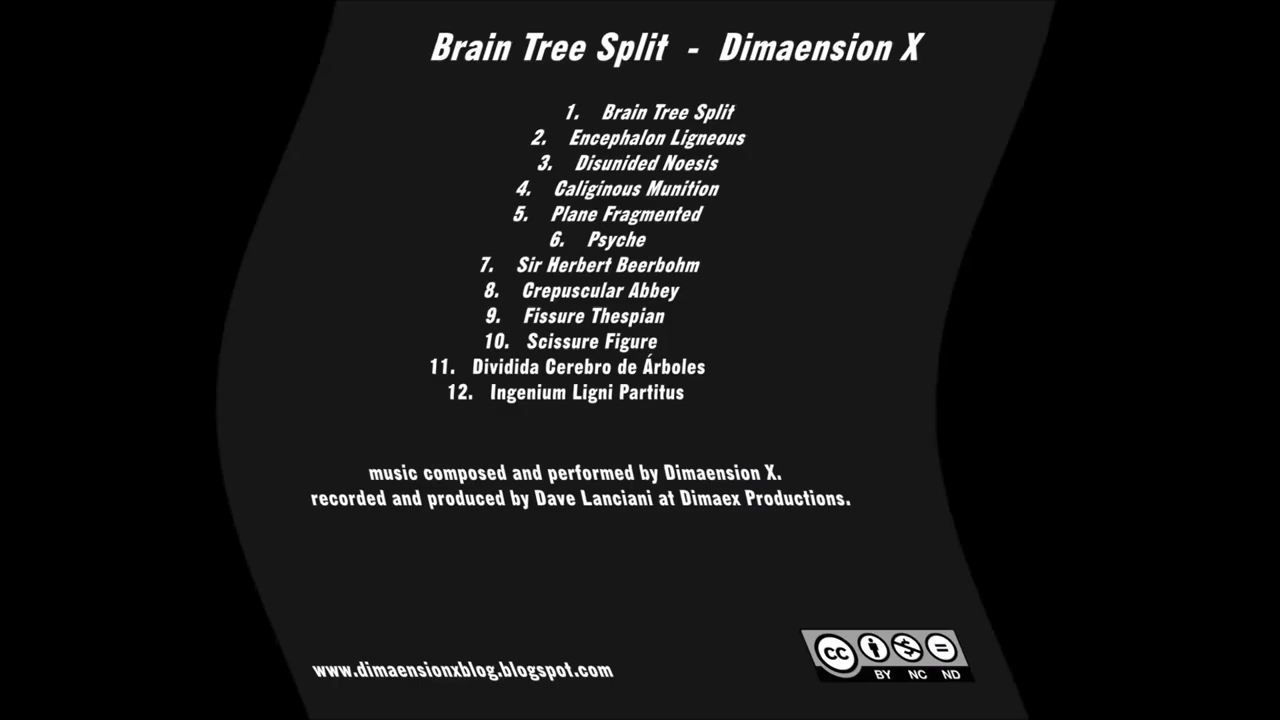 Brain Tree Split - Dimaension X
1. Brain Tree Split
2. Encephalon Ligneous
3. Disunided Noesis
4. Caliginous Munition
5. Plane Fragmented
6. Psyche
7. Sir Herbert Beerbohm
8. Crepuscular Abbey
9. Fissure Thespian
10. Scissure Figure
11. Dividida Cerebro de Árboles
12. Ingenium Ligni Partitus
music composed and performed by Dimaension X.
recorded and produced by Dave Lanciani at Dimaex Productions.
www.dimaensionxblog.blogspot.com
CC
BY NC ND